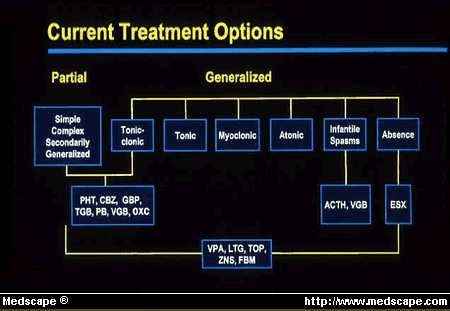 Current Treatment Options
Partial
Generalized
Simple
Complex
Secondarily
Generalized
Tonic-
clonic
Tonic
Myoclonic
Atonic
Infantile
Spasms
Absence
PHT, CBZ, GBP,
TGB, PB, VGB, OXC
ACTH, VGB
ESX
VPA, LTG, TOP,
ZNS, FBM
Medscape ®
http://www.medscape.com